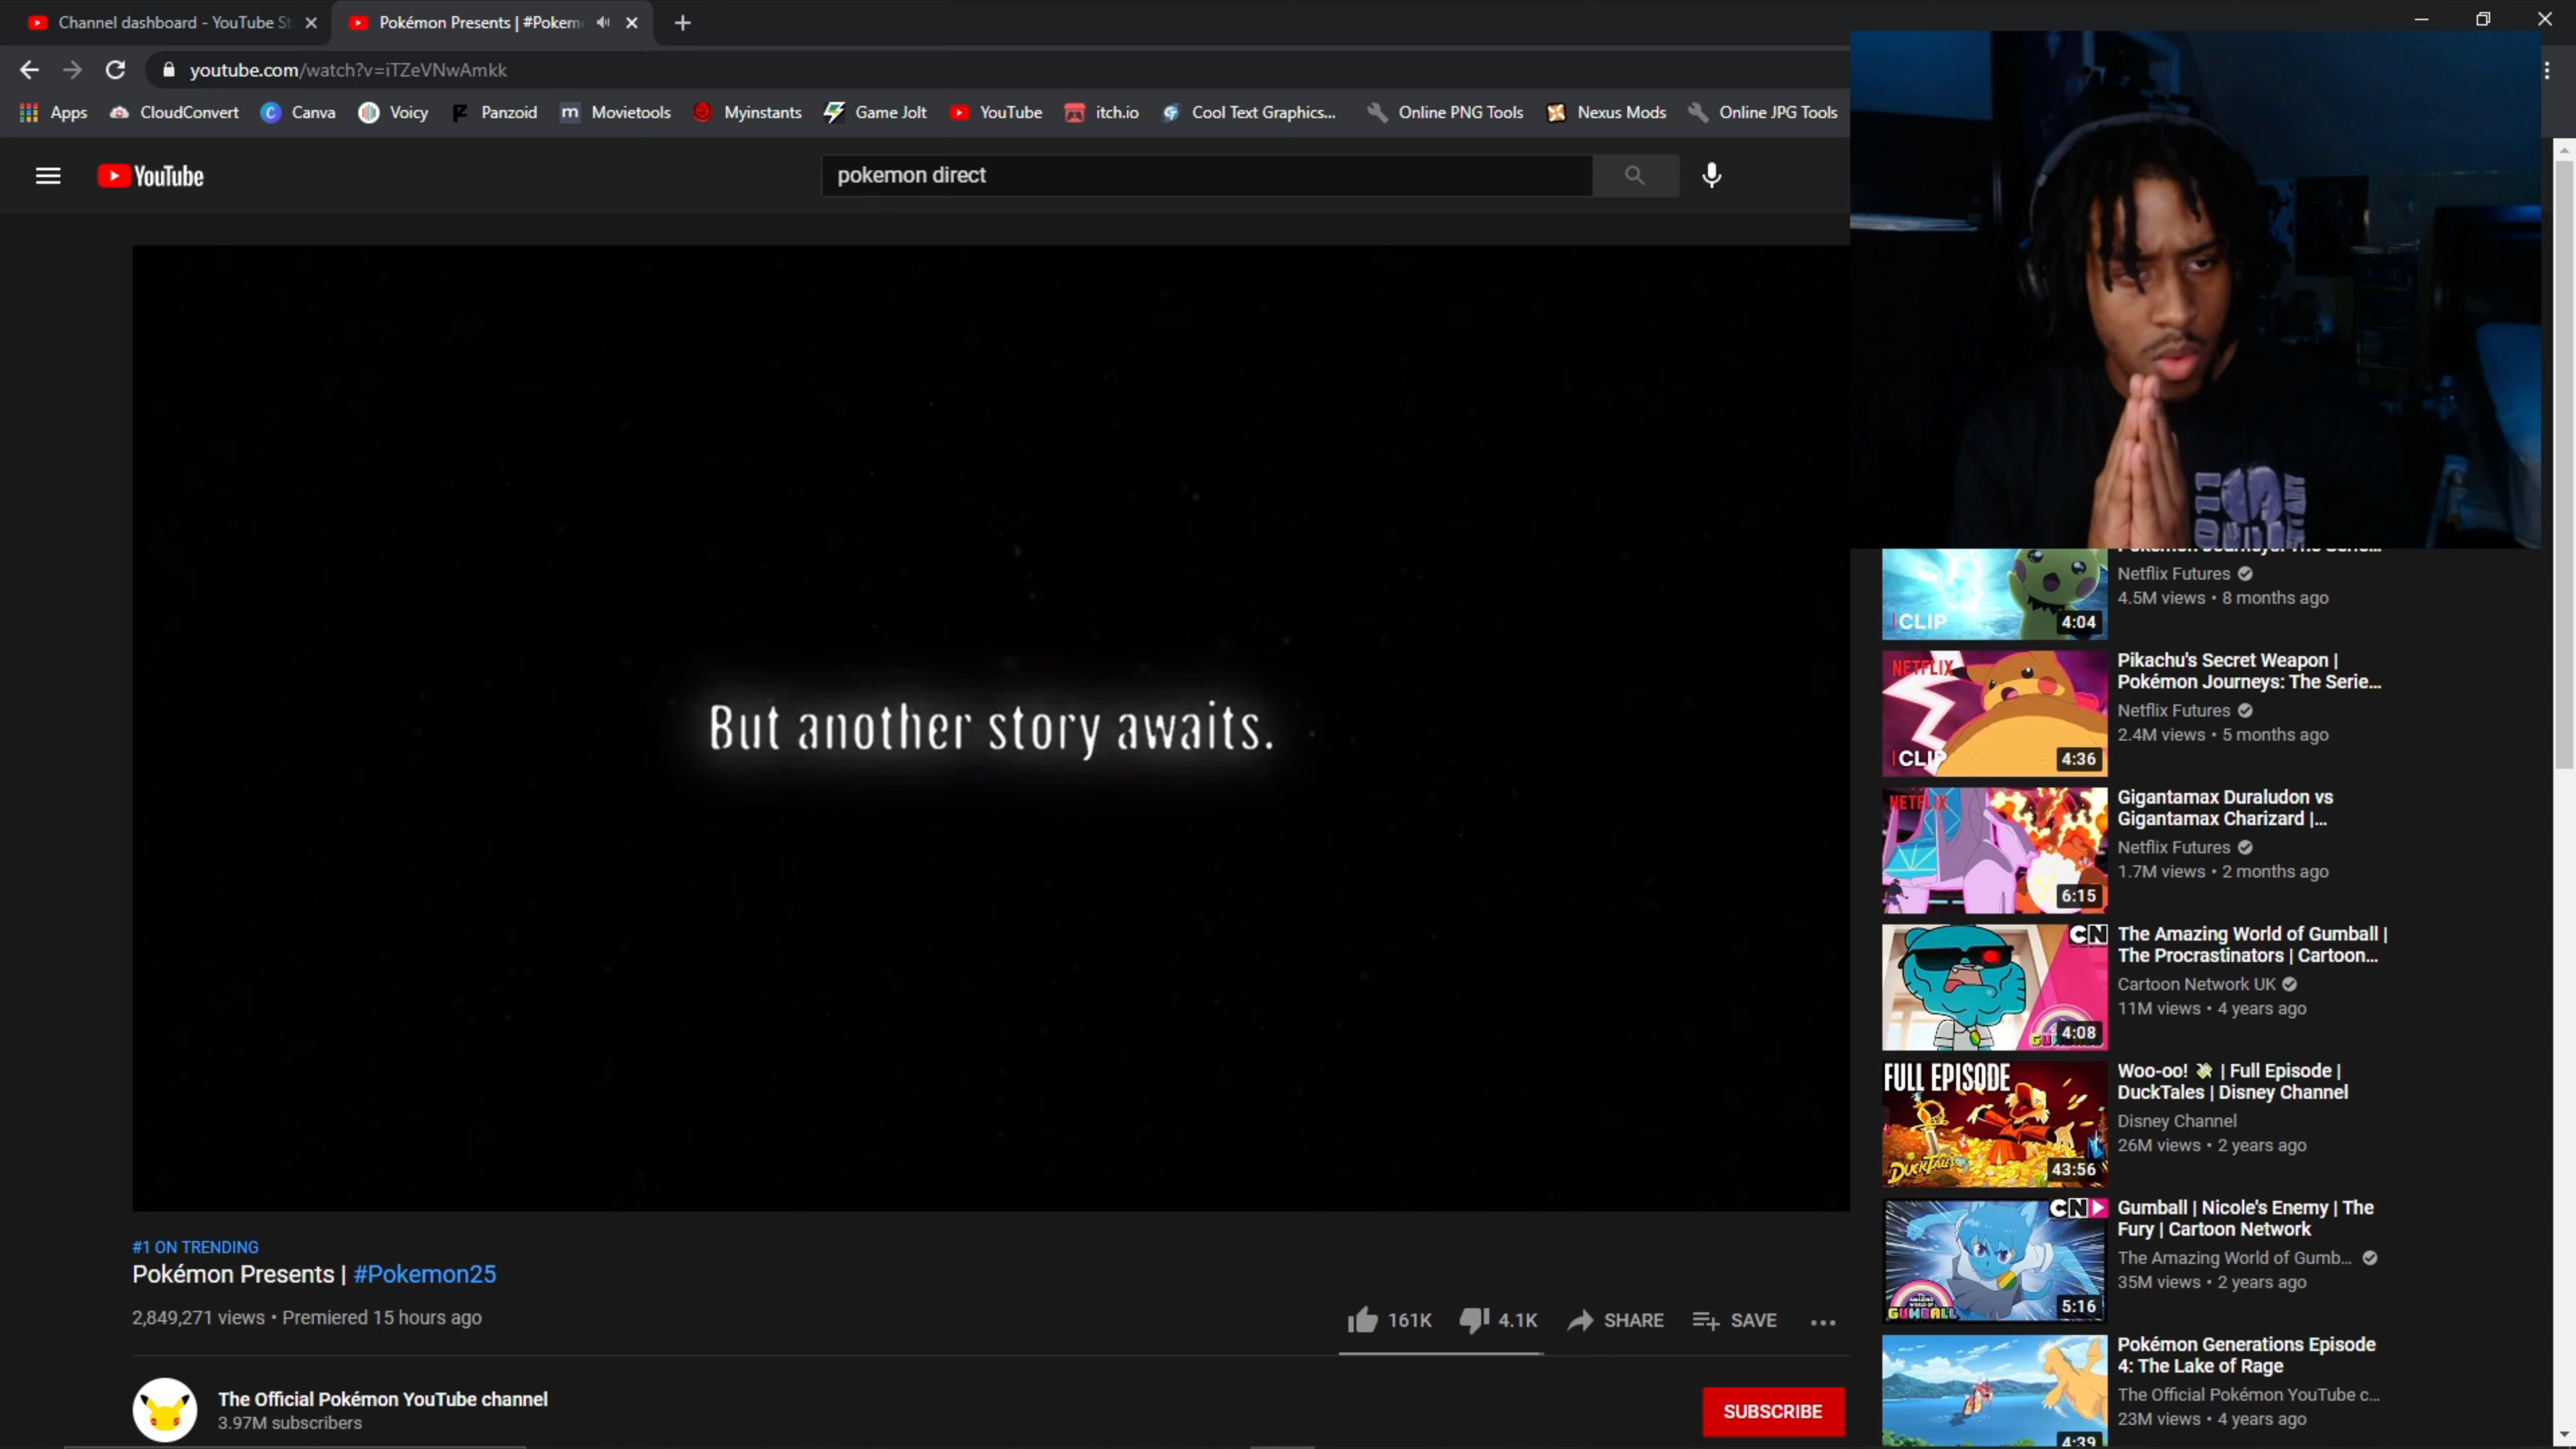 Channel dashboard - YouTube St
Pokémon Presents | #Pokem
youtube.com/watch?v=iTZeVNwAmkk
Apps
CloudConvert
Canva
Voicy
Panzoid
Movietools
Myinstants
Game Jolt
YouTube
itch.io
Cool Text Graphics...
Online PNG Tools
Nexus Mods
Online JPG Tools
YouTube
pokemon direct
But another story awaits.
#1 ON TRENDING
Pokémon Presents | #Pokemon25
2,849,271 views • Premiered 15 hours ago
161K
4.1K
SHARE
SAVE
The Official Pokémon YouTube channel
3.97M subscribers
SUBSCRIBE
Netflix Futures
4.5M views • 8 months ago
CLIP
4:04
NETFLIX
CLIP
4:36
Pikachu's Secret Weapon |
Pokémon Journeys: The Serie...
Netflix Futures
2.4M views • 5 months ago
NETFLIX
6:15
Gigantamax Duraludon vs
Gigantamax Charizard |...
Netflix Futures
1.7M views • 2 months ago
CN
4:08
The Amazing World of Gumball |
The Procrastinators | Cartoon...
Cartoon Network UK
11M views • 4 years ago
FULL EPISODE
DUCKTALES
43:56
Woo-oo! | Full Episode |
DuckTales | Disney Channel
Disney Channel
26M views • 2 years ago
CN
GUMBALL
5:16
Gumball | Nicole's Enemy | The
Fury | Cartoon Network
The Amazing World of Gumb...
35M views • 2 years ago
4:39
Pokémon Generations Episode
4: The Lake of Rage
The Official Pokémon YouTube c...
23M views • 4 years ago